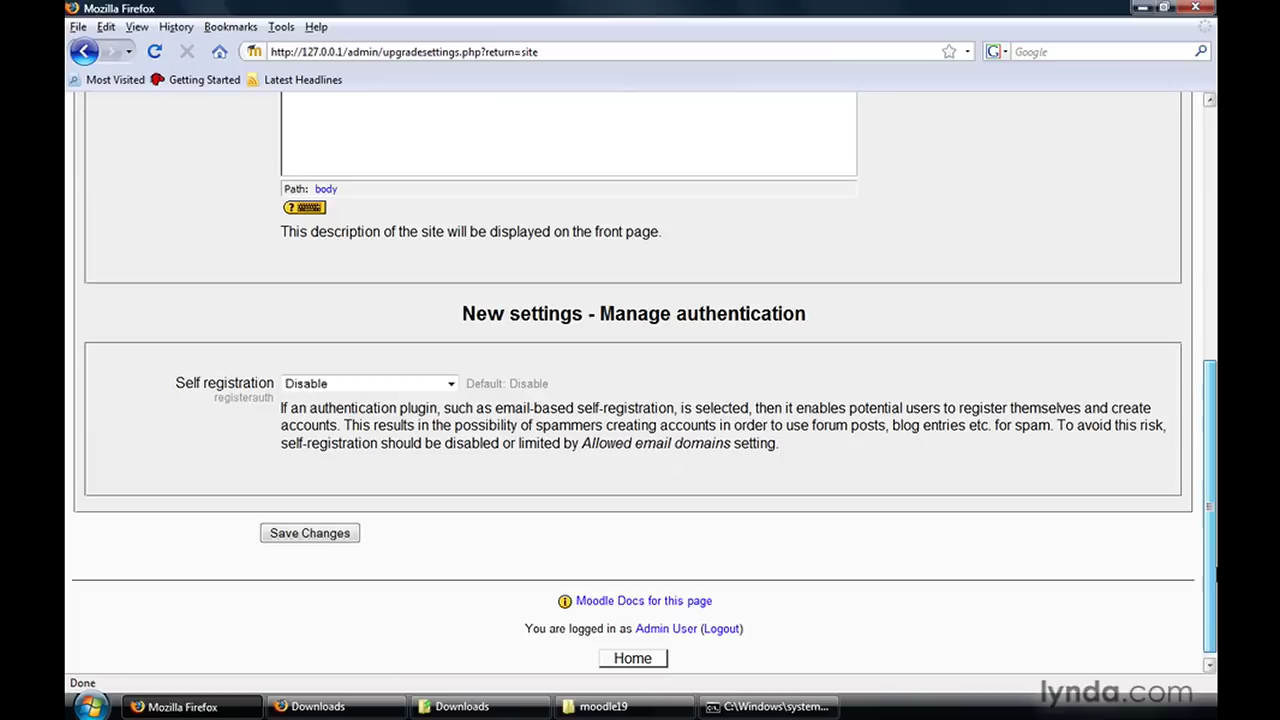 Mozilla Firefox
File Edit View History Bookmarks Tools Help
http://127.0.0.1/admin/upgradesettings.php?return=site
G Google
Most Visited Getting Started Latest Headlines
Path: body
?
This description of the site will be displayed on the front page.
New settings - Manage authentication
Self registration Disable Default: Disable
registerauth
If an authentication plugin, such as email-based self-registration, is selected, then it enables potential users to register themselves and create
accounts. This results in the possibility of spammers creating accounts in order to use forum posts, blog entries etc. for spam. To avoid this risk,
self-registration should be disabled or limited by Allowed email domains setting.
Save Changes
Moodle Docs for this page
You are logged in as Admin User (Logout)
Home
Done
lynda.com
Mozilla Firefox Downloads Downloads moodle19 C:\Windows\system...